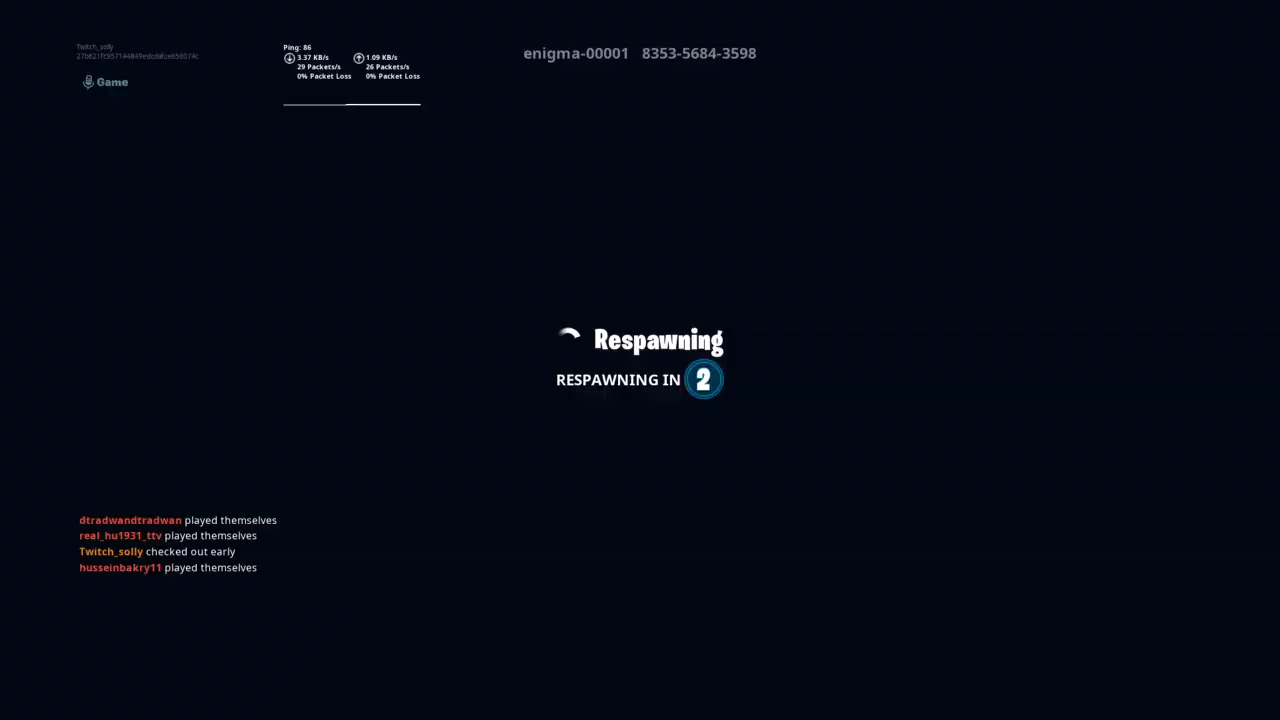 Twitch_solly
Game
Ping: 86
3.37 KB/s
29 Packets/s
0% Packet Loss
1.09 KB/s
26 Packets/s
0% Packet Loss
enigma-00001 8353-5684-3598
Respawning
RESPAWNING IN 2
dtradwandtradwan played themselves
real_hu1931_ttv played themselves
Twitch_solly checked out early
husseinbakry11 played themselves